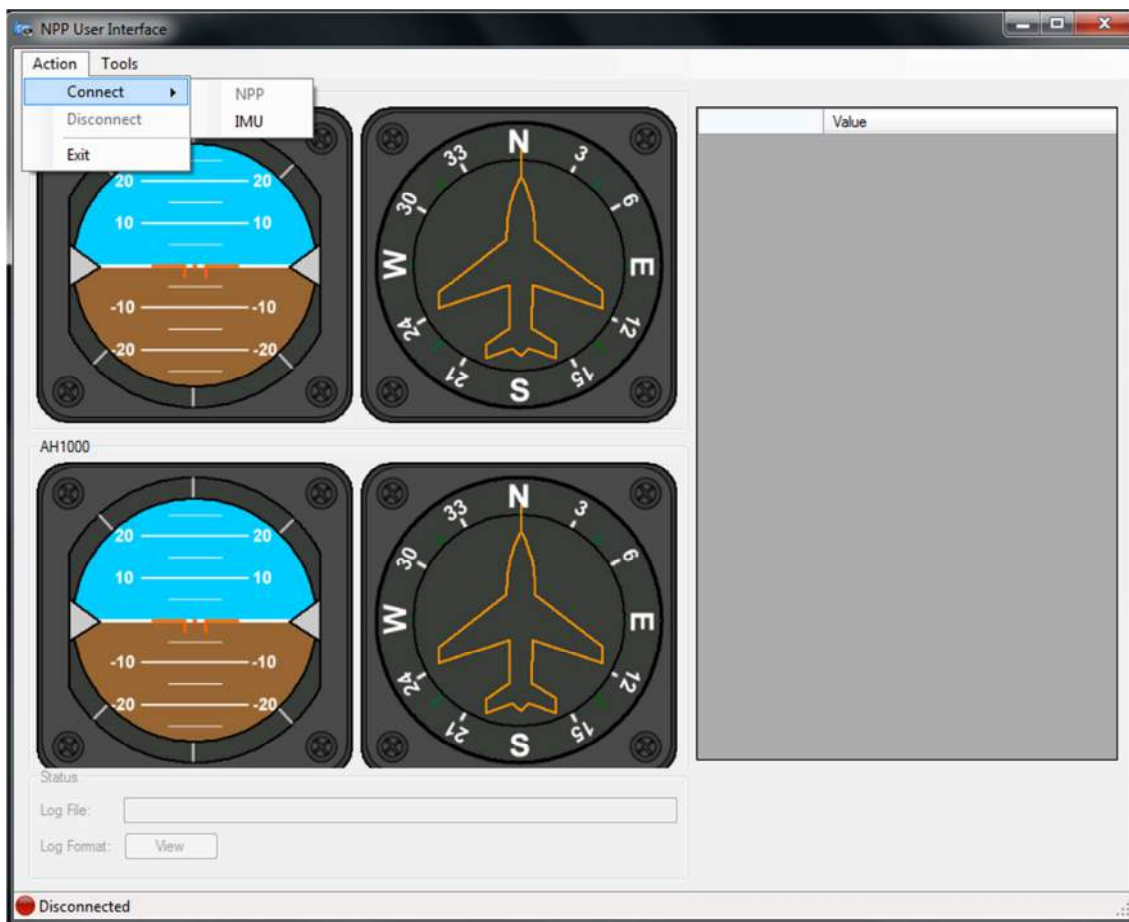 NPP User Interface
Action Tools
Connect NPP
Disconnect IMU
Exit
Value
20 20
10 10
-10 -10
-20 -20
N
33 3
30 6
W E
24 12
21 15
S
AH1000
20 20
10 10
-10 -10
-20 -20
N
33 3
30 6
W E
24 12
21 15
S
Status
Log File:
Log Format: View
Disconnected